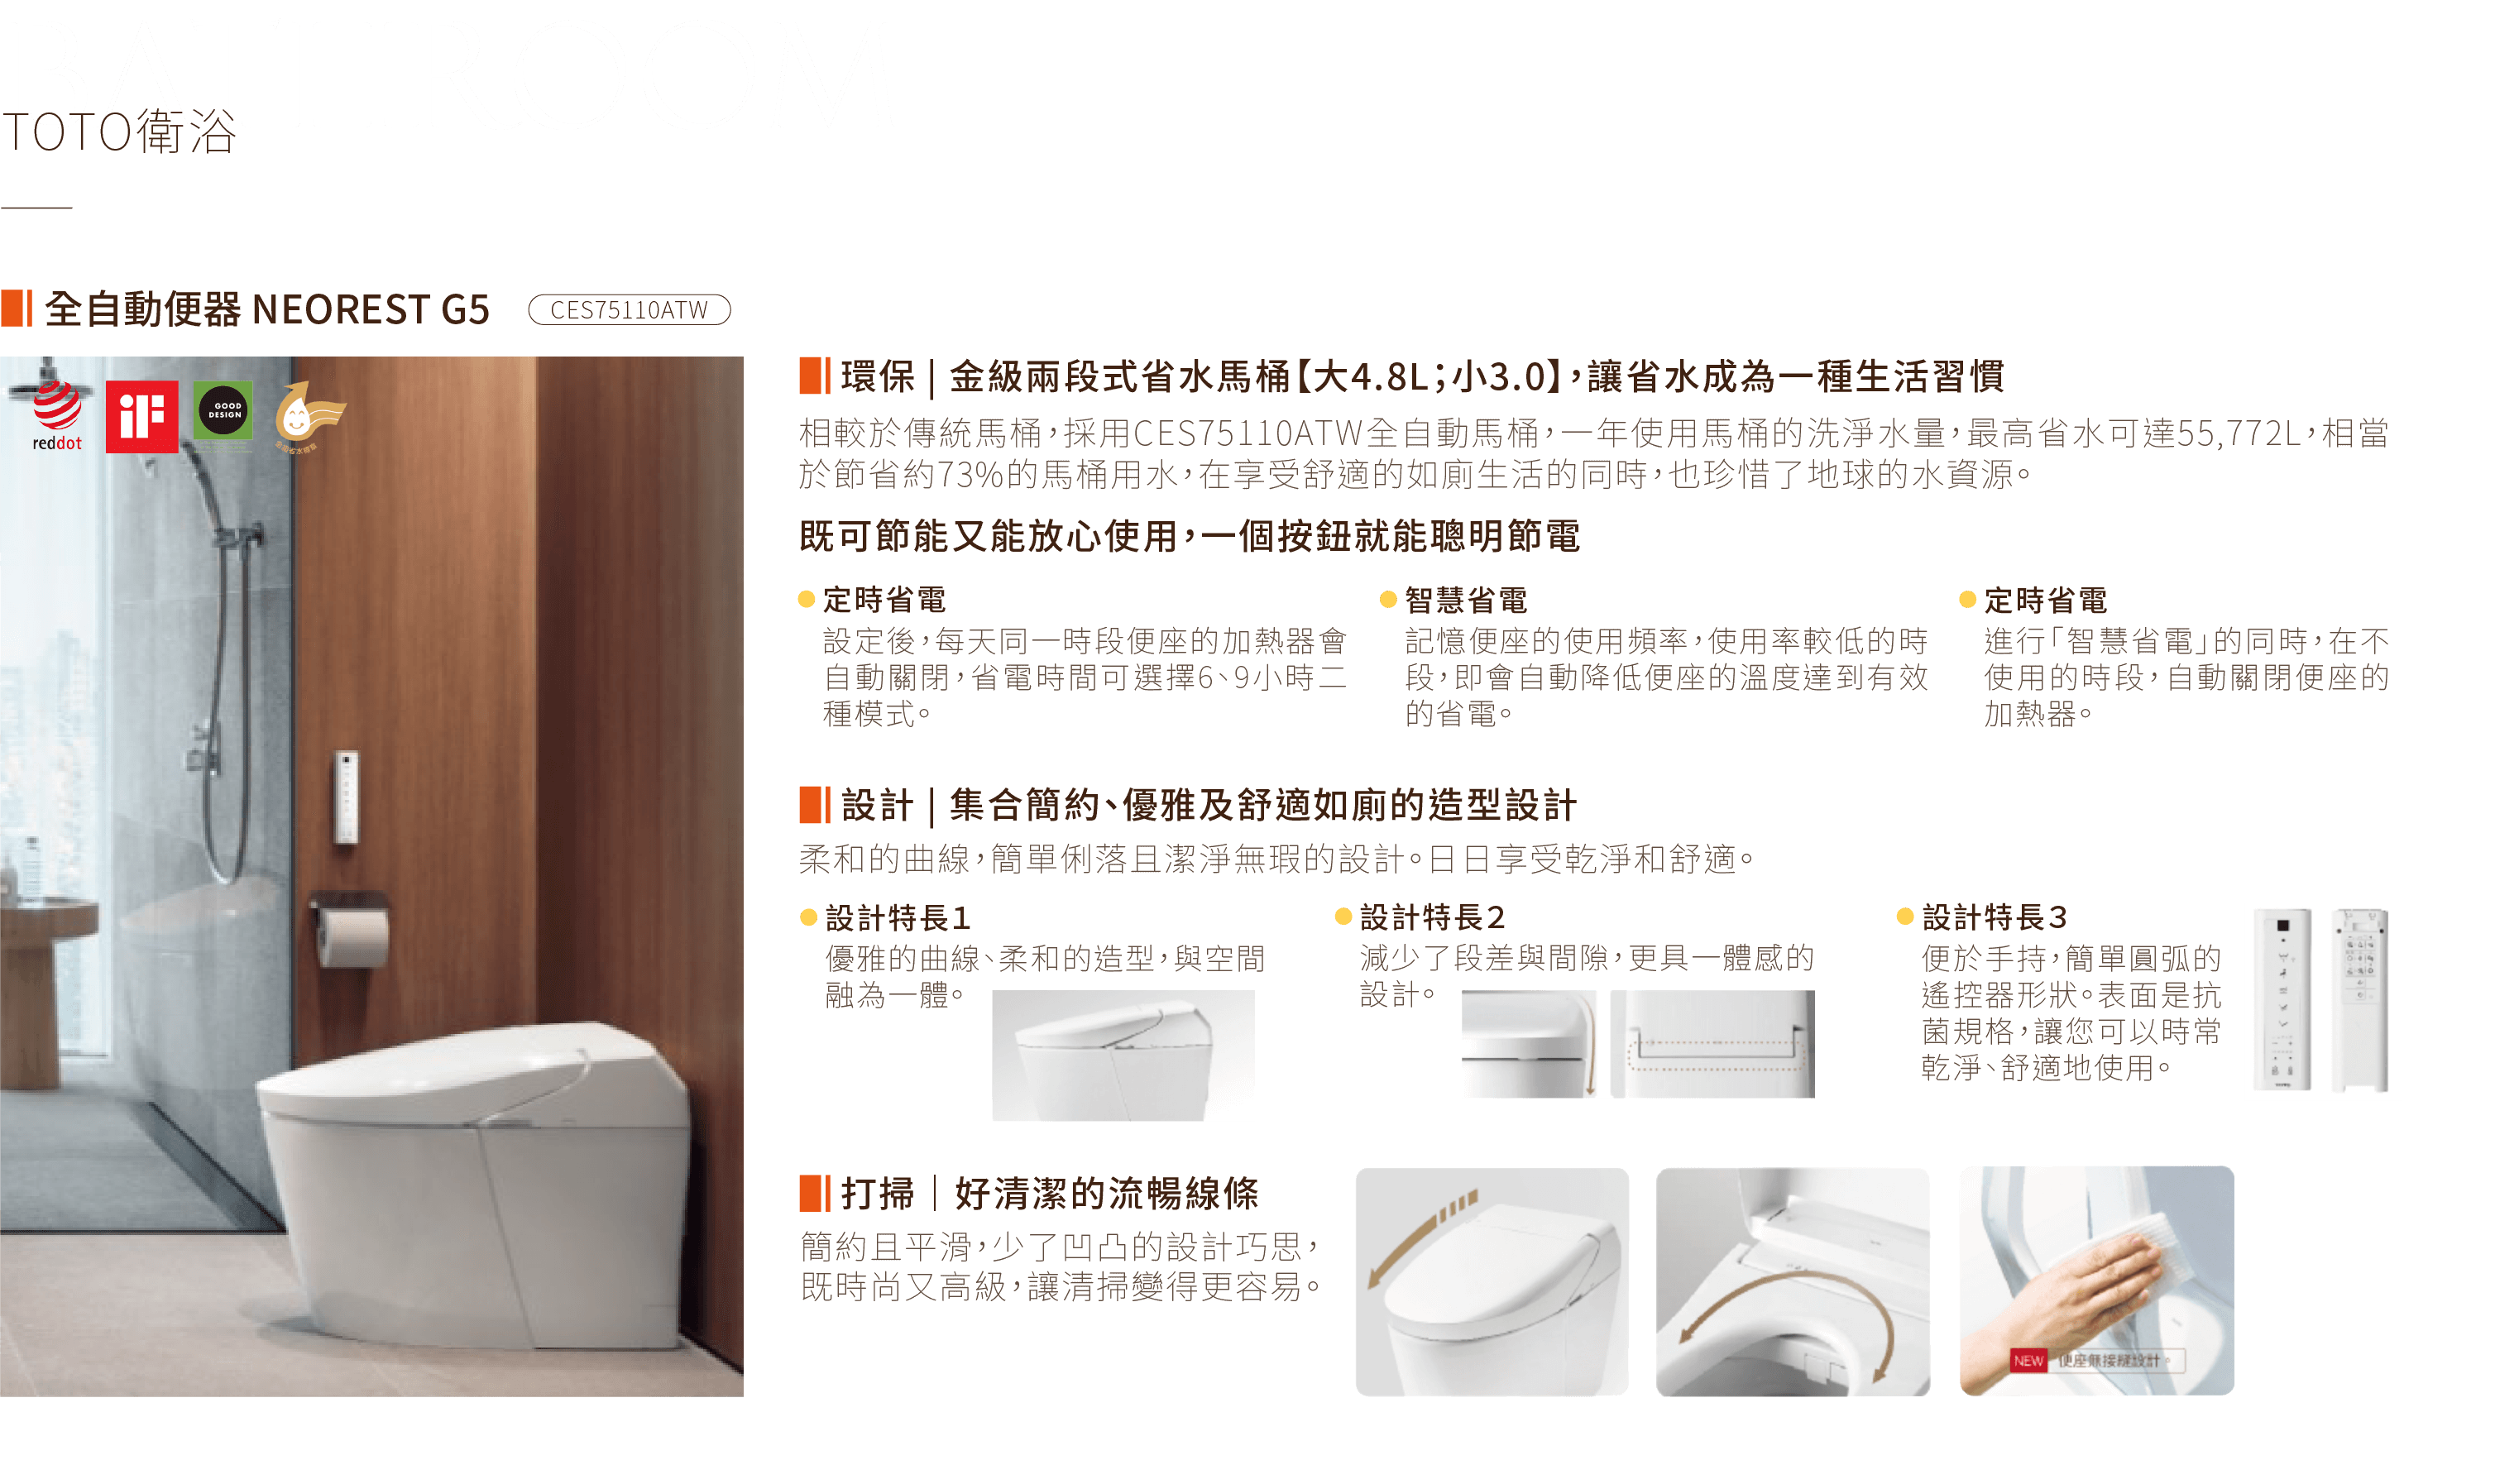 TOTO衛浴
全自動便器 NEOREST G5
CES75110ATW
reddot
iF
GOOD
DESIGN
環保 | 金級兩段式省水馬桶【大4.8L；小3.0】，讓省水成為一種生活習慣
相較於傳統馬桶，採用CES75110ATW全自動馬桶，一年使用馬桶的洗淨水量，最高省水可達55,772L，相當
於節省約73%的馬桶用水，在享受舒適的如廁生活的同時，也珍惜了地球的水資源。
既可節能又能放心使用，一個按鈕就能聰明節電
定時省電
設定後，每天同一時段便座的加熱器會
自動關閉，省電時間可選擇6、9小時二
種模式。
智慧省電
記憶便座的使用頻率，使用率較低的時
段，即會自動降低便座的溫度達到有效
的省電。
定時省電
進行「智慧省電」的同時，在不
使用的時段，自動關閉便座的
加熱器。
設計 | 集合簡約、優雅及舒適如廁的造型設計
柔和的曲線，簡單俐落且潔淨無瑕的設計。日日享受乾淨和舒適。
設計特長1
優雅的曲線、柔和的造型，與空間
融為一體。
設計特長2
減少了段差與間隙，更具一體感的
設計。
設計特長3
便於手持，簡單圓弧的
遙控器形狀。表面是抗
菌規格，讓您可以時常
乾淨、舒適地使用。
打掃｜好清潔的流暢線條
簡約且平滑，少了凹凸的設計巧思，
既時尚又高級，讓清掃變得更容易。
NEW 便座無接縫設計。